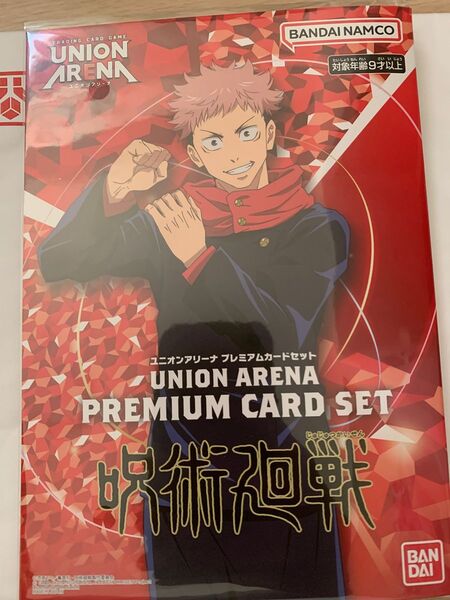 TRADING CARD GAME
UNION
ARENA
ユニオンアリーナ
BANDAI NAMCO
たいしょうねんれい さい いじょう
対象年齢9才以上
ユニオンアリーナ プレミアムカードセット
UNION ARENA
PREMIUM CARD SET
じゅじゅつかいせん
呪術廻戦
BAN
DAI